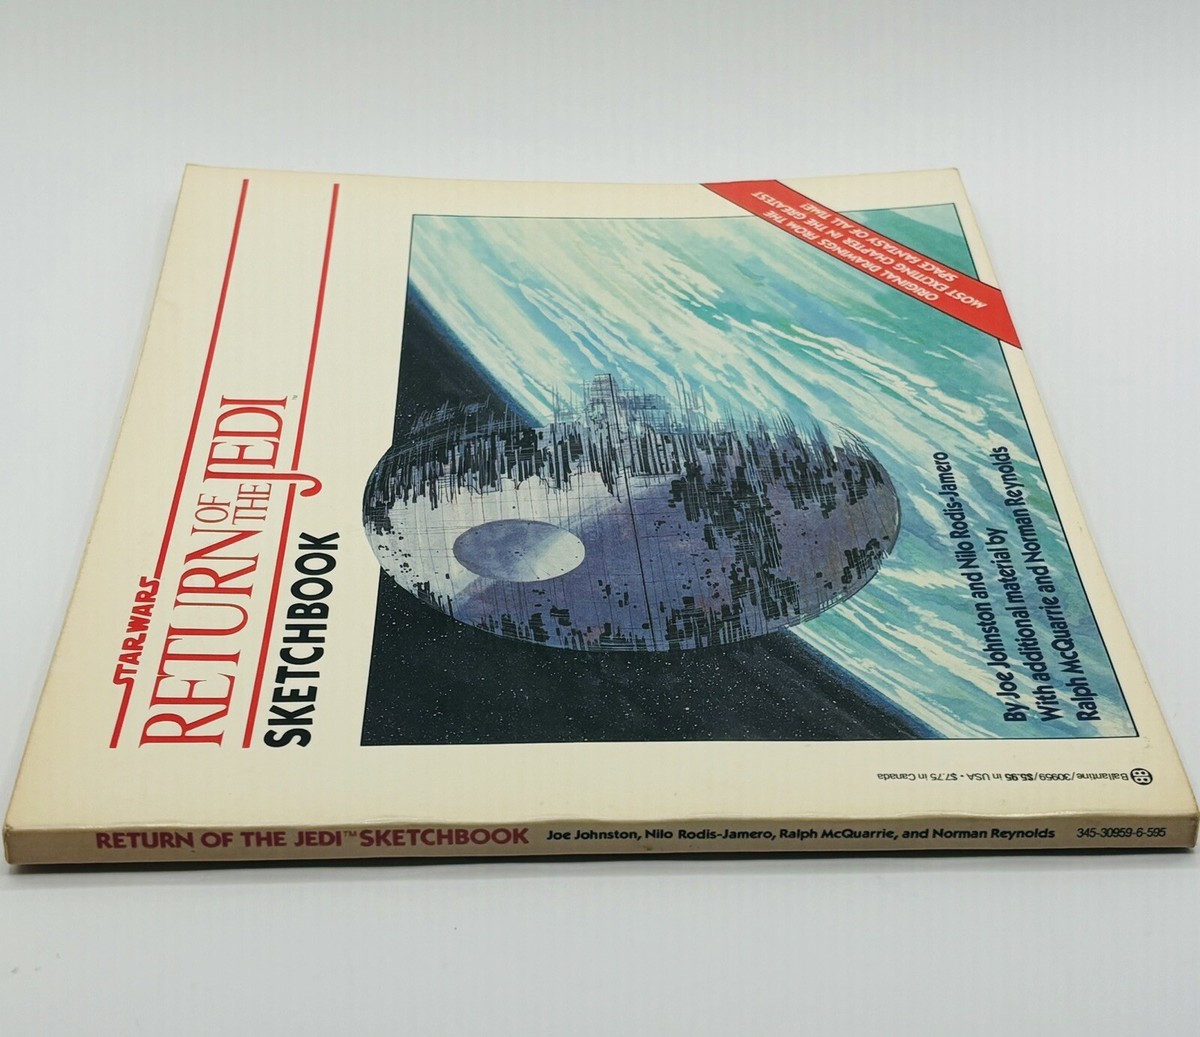 STAR WARS
RETURN OF
THE JEDI™
SKETCHBOOK
ORIGINAL DRAWINGS FROM THE
MOST EXCITING CHAPTER IN THE GREATEST
SPACE FANTASY OF ALL TIME!
By Joe Johnston and Nilo Rodis-Jamero
With additional material by
Ralph McQuarrie and Norman Reynolds
BB Ballantine/30959/$5.95 in USA • $7.75 in Canada
RETURN OF THE JEDI™ SKETCHBOOK Joe Johnston, Nilo Rodis-Jamero, Ralph McQuarrie, and Norman Reynolds 345-30959-6-595